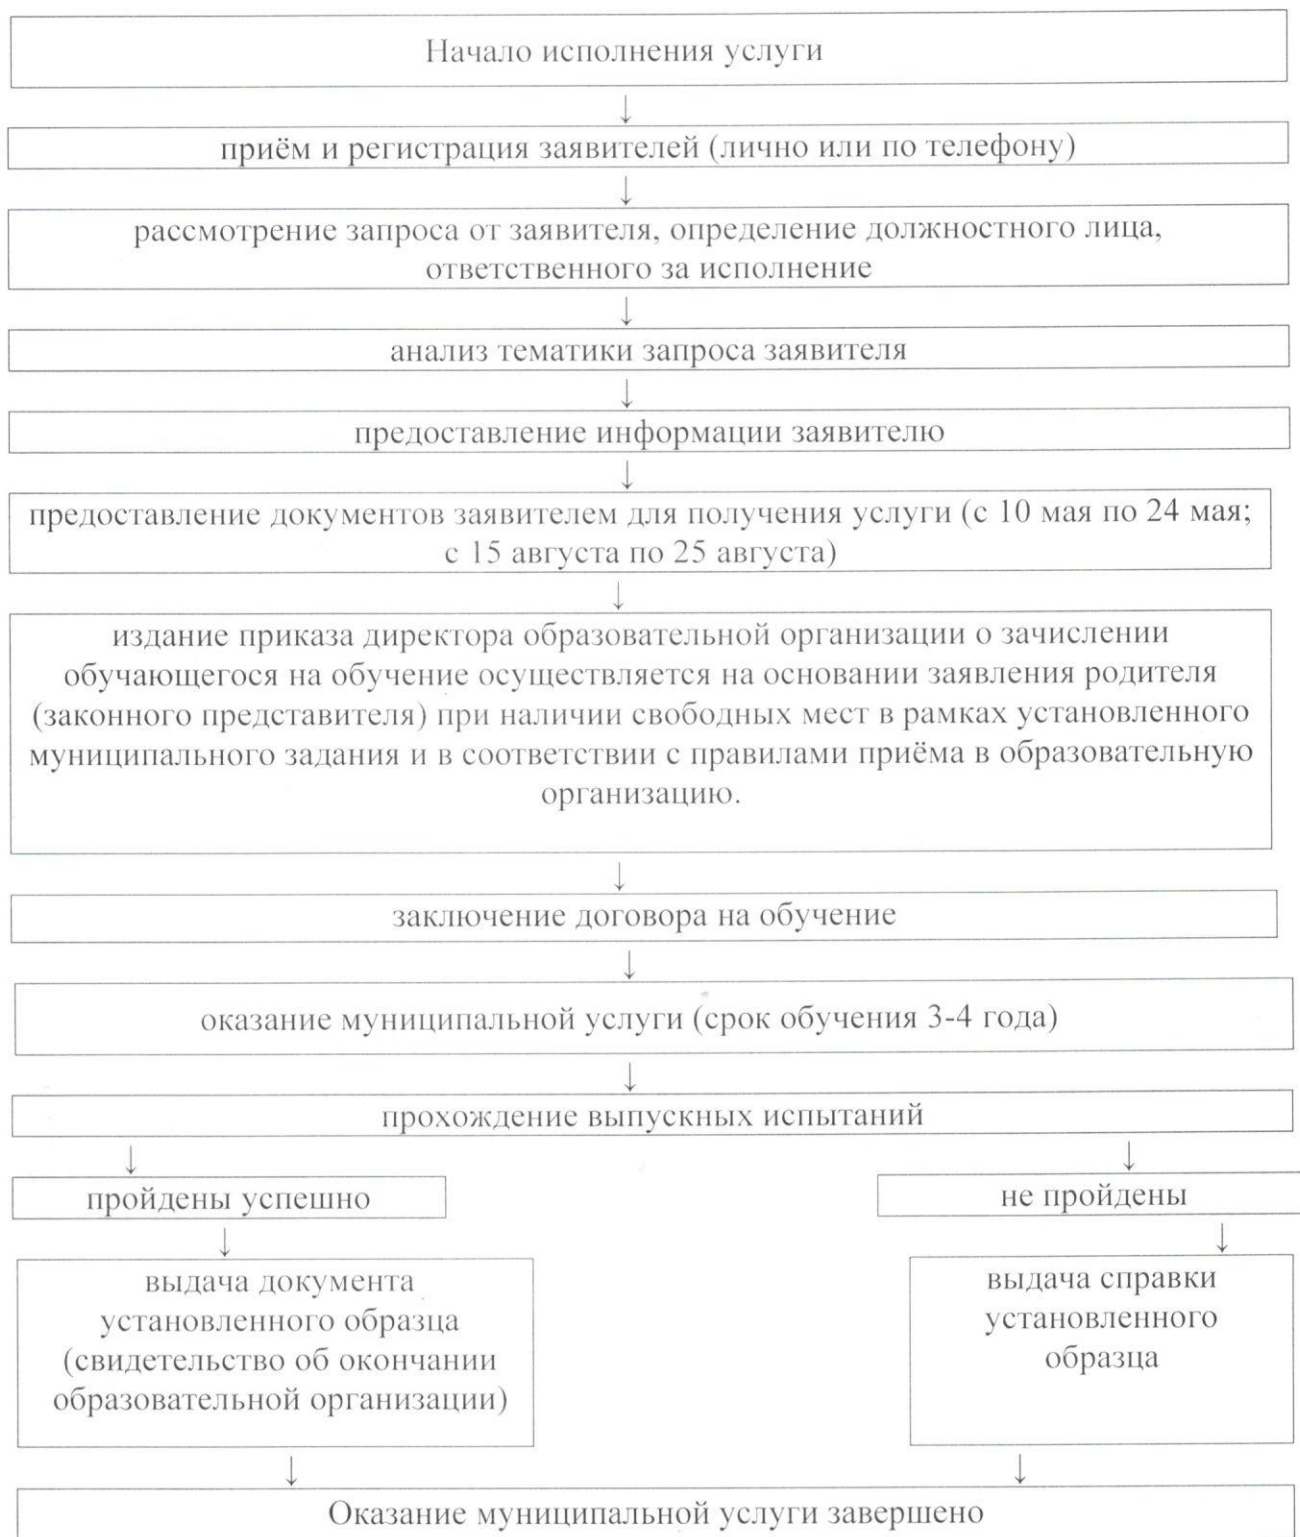 Начало исполнения услуги
↓
приём и регистрация заявителей (лично или по телефону)
↓
рассмотрение запроса от заявителя, определение должностного лица,
ответственного за исполнение
↓
анализ тематики запроса заявителя
↓
предоставление информации заявителю
↓
предоставление документов заявителем для получения услуги (с 10 мая по 24 мая;
с 15 августа по 25 августа)
↓
издание приказа директора образовательной организации о зачислении
обучающегося на обучение осуществляется на основании заявления родителя
(законного представителя) при наличии свободных мест в рамках установленного
муниципального задания и в соответствии с правилами приёма в образовательную
организацию.
↓
заключение договора на обучение
↓
оказание муниципальной услуги (срок обучения 3-4 года)
↓
прохождение выпускных испытаний
↓ ↓
пройдены успешно
не пройдены
↓ ↓
выдача документа
установленного образца
(свидетельство об окончании
образовательной организации)
выдача справки
установленного
образца
↓ ↓
Оказание муниципальной услуги завершено